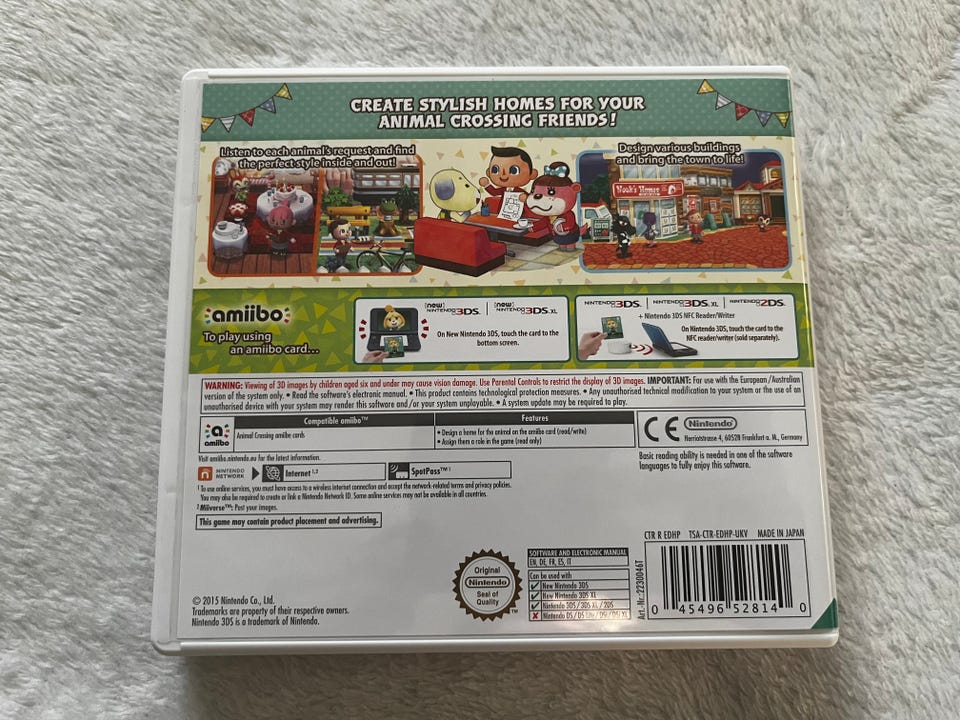 CREATE STYLISH HOMES FOR YOUR
ANIMAL CROSSING FRIENDS!
Listen to each animal's request and find
the perfect style inside and out!
Design various buildings
and bring the town to life!
Nook's Homes
amiibo
To play using
an amiibo card...
new NINTENDO 3DS. new NINTENDO 3DS XL
On New Nintendo 3DS, touch the card to the
bottom screen.
NINTENDO 3DS. NINTENDO 3DS XL NINTENDO 2DS.
+ Nintendo 3DS NFC Reader/Writer
On Nintendo 3DS, touch the card to the
NFC reader/writer (sold separately).
WARNING: Viewing of 3D images by children aged six and under may cause vision damage. Use Parental Controls to restrict the display of 3D images. IMPORTANT: For use with the European/Australian
version of the system only. • Read the software's electronic manual. • This product contains technological protection measures. • Any unauthorised technical modification to your system or the use of an
unauthorised device with your system may render this software and/or your system unplayable. • A system update may be required to play.
Compatible amiibo™ Features
amiibo
Animal Crossing amiibo cards
• Design a home for the animal on the amiibo card (read/write)
• Assign them a role in the game (read only)
CE
Nintendo
Herriotstrasse 4, 60528 Frankfurt a. M., Germany
Visit amiibo.nintendo.eu for the latest information.
Basic reading ability is needed in one of the software
languages to fully enjoy this software.
NINTENDO NETWORK Internet 1,2 SpotPass™ 1
1 To use online services, you must have access to a wireless internet connection and accept the network-related terms and privacy policies.
You may also be required to create or link a Nintendo Network ID. Some online services may not be available in all countries.
2 Miiverse™: Post your images.
This game may contain product placement and advertising.
CTR R EDHP TSA-CTR-EDHP-UKV MADE IN JAPAN
Original
Nintendo
Seal of
Quality
SOFTWARE AND ELECTRONIC MANUAL
EN, DE, FR, ES, IT
Can be used with
✓ New Nintendo 3DS
✓ New Nintendo 3DS XL
✓ Nintendo 3DS/3DS XL/2DS
✗ Nintendo DS/DS Lite/DSi/DSi XL
Art.-Nr.: 2230046T
0 45496 52814 0
© 2015 Nintendo Co., Ltd.
Trademarks are property of their respective owners.
Nintendo 3DS is a trademark of Nintendo.